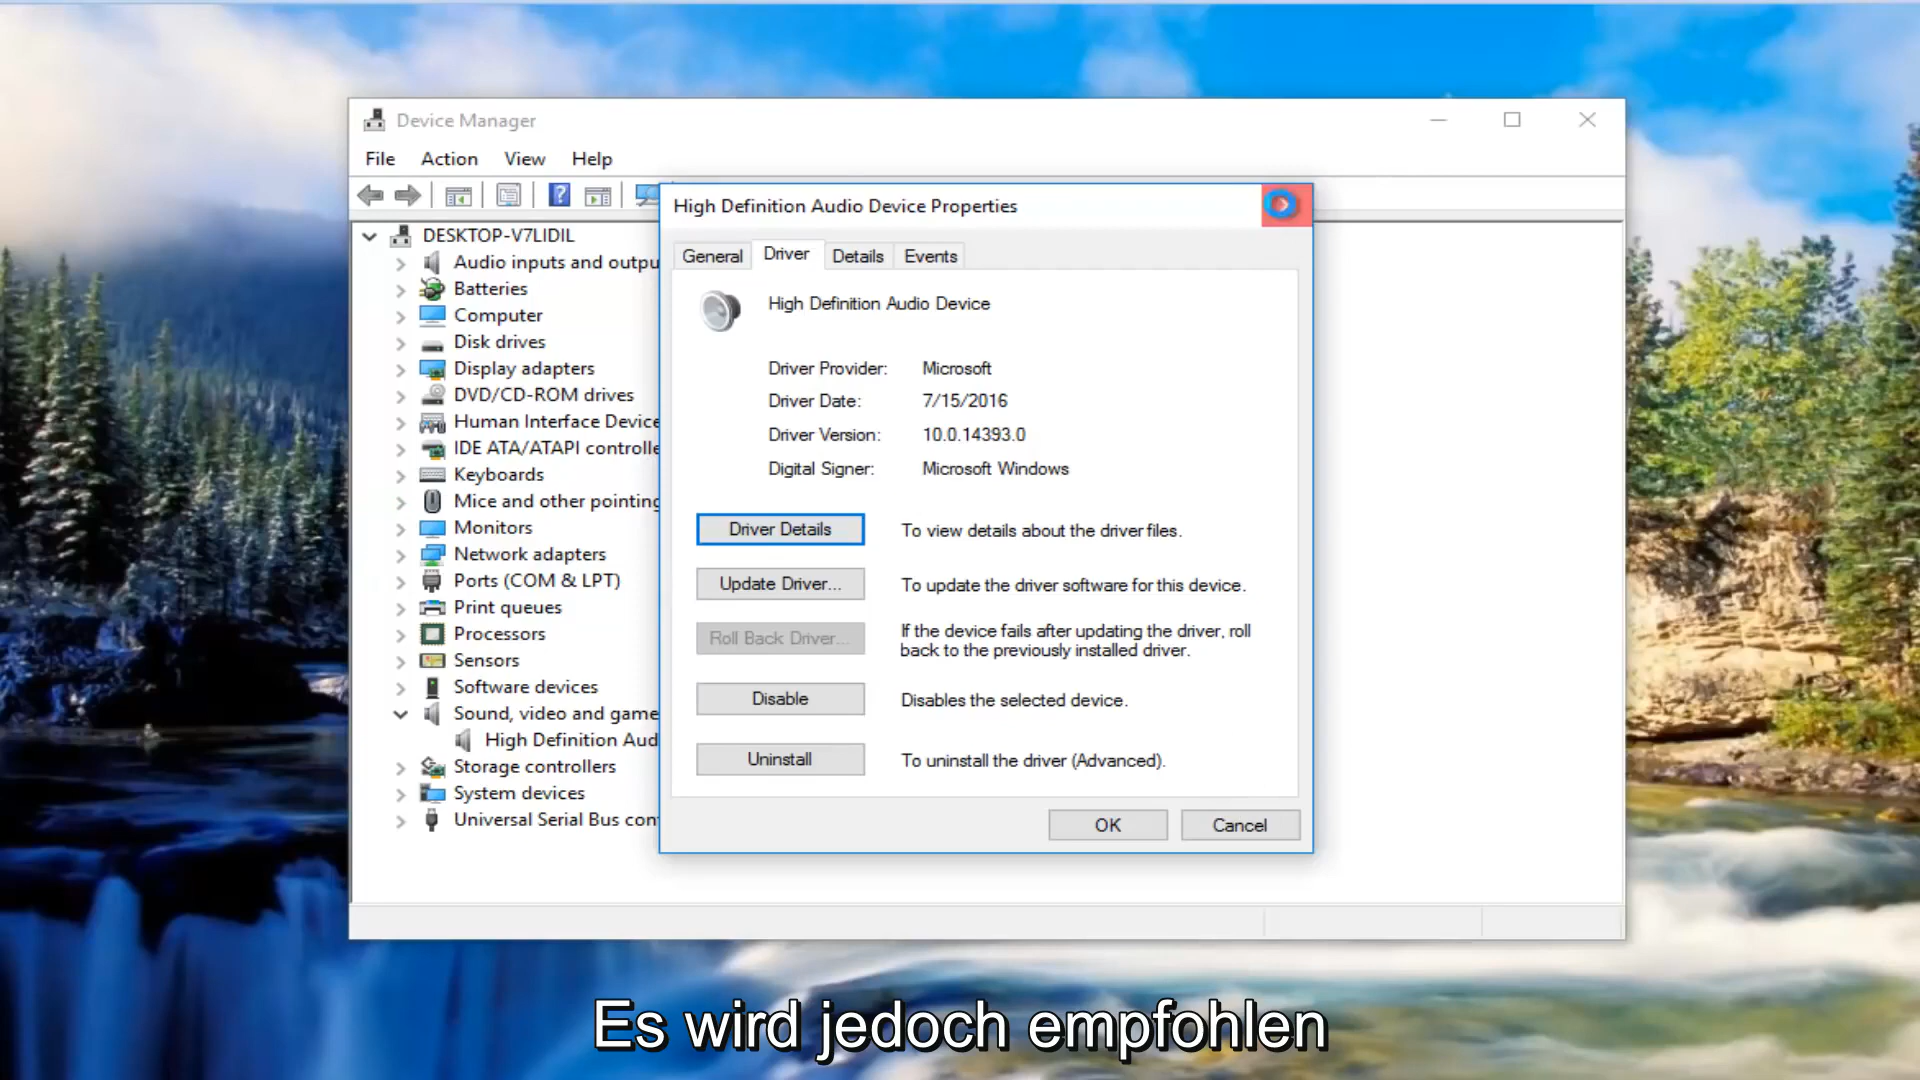 Device Manager
File Action View Help
High Definition Audio Device Properties
General Driver Details Events
DESKTOP-V7LIDIL
Audio inputs and outpu
Batteries
Computer
Disk drives
Display adapters
DVD/CD-ROM drives
Human Interface Device
IDE ATA/ATAPI controlle
Keyboards
Mice and other pointing
Monitors
Network adapters
Ports (COM & LPT)
Print queues
Processors
Sensors
Software devices
Sound, video and game
High Definition Aud
Storage controllers
System devices
Universal Serial Bus con
High Definition Audio Device
Driver Provider: Microsoft
Driver Date: 7/15/2016
Driver Version: 10.0.14393.0
Digital Signer: Microsoft Windows
Driver Details To view details about the driver files.
Update Driver... To update the driver software for this device.
Roll Back Driver... If the device fails after updating the driver, roll
back to the previously installed driver.
Disable Disables the selected device.
Uninstall To uninstall the driver (Advanced).
OK Cancel
Es wird jedoch empfohlen